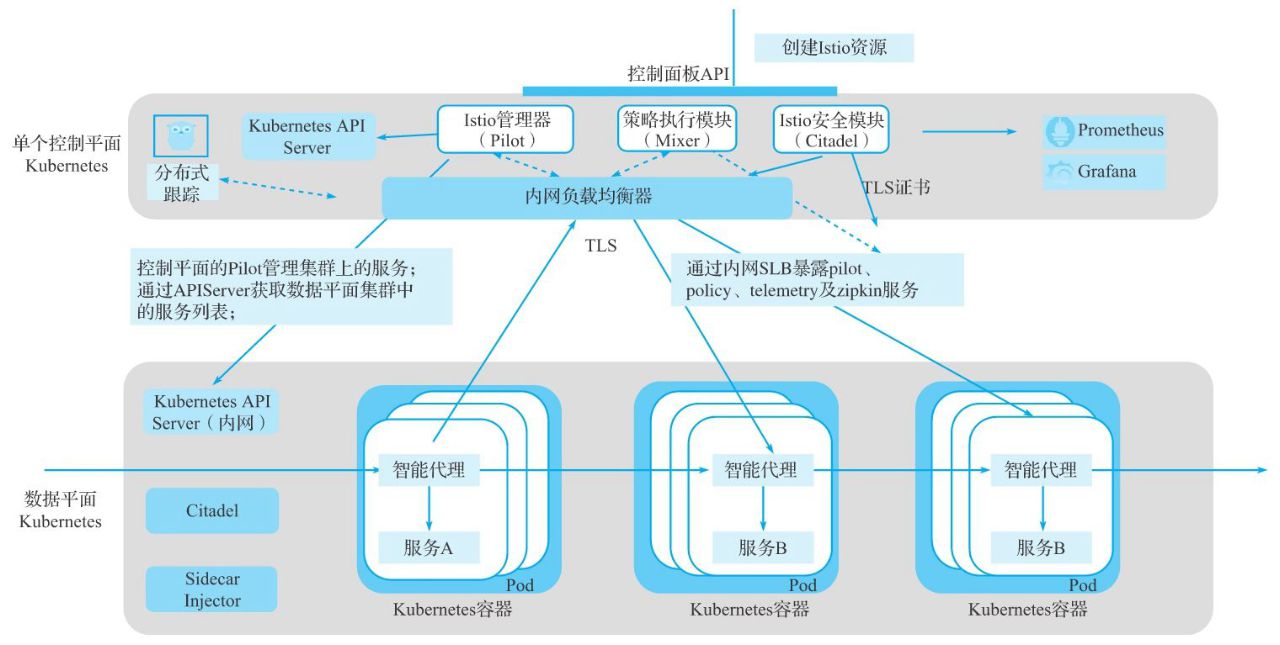 创建Istio资源
控制面板API
单个控制平面
Kubernetes
分布式
跟踪
Kubernetes API
Server
Istio管理器
（Pilot）
策略执行模块
（Mixer）
Istio安全模块
（Citadel）
Prometheus
Grafana
内网负载均衡器
TLS证书
TLS
控制平面的Pilot管理集群上的服务；
通过APIServer获取数据平面集群中
的服务列表；
通过内网SLB暴露pilot、
policy、telemetry及zipkin服务
数据平面
Kubernetes
Kubernetes API
Server（内网）
Citadel
Sidecar
Injector
智能代理
服务A
Pod
Kubernetes容器
智能代理
服务B
Pod
Kubernetes容器
智能代理
服务B
Pod
Kubernetes容器